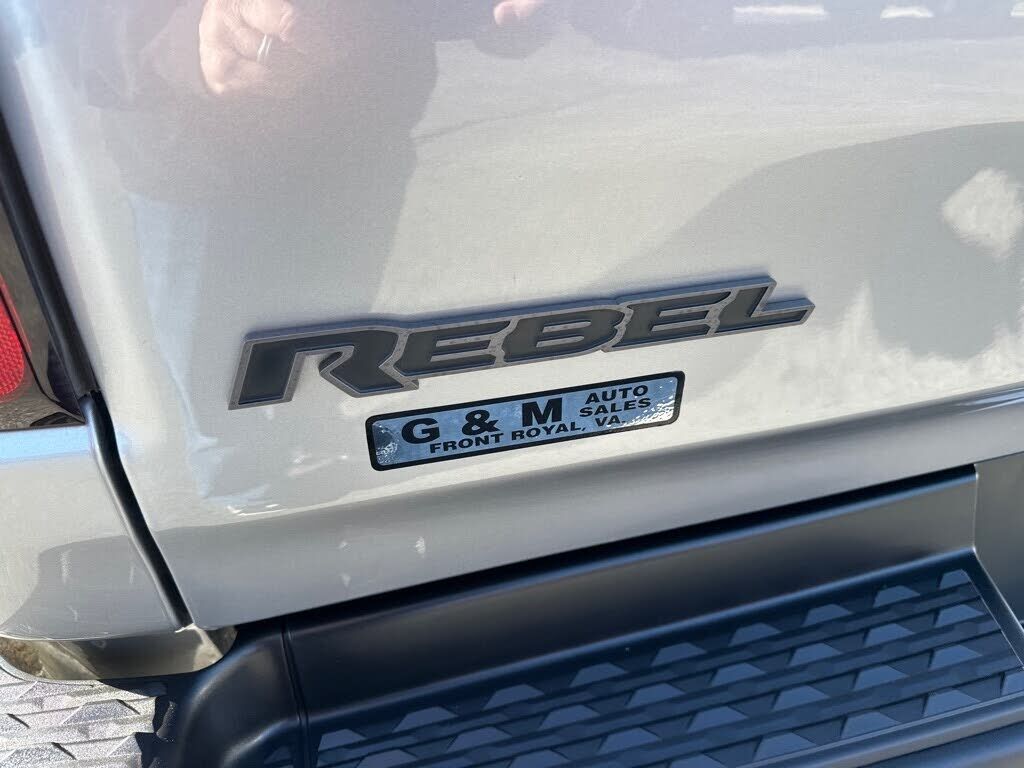 REBEL
G & M AUTO SALES
FRONT ROYAL, VA.